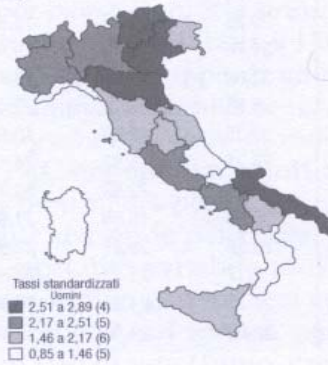 Tassi standardizzati
Uomini
2,51 a 2,89 (4)
2,17 a 2,51 (5)
1,46 a 2,17 (6)
0,85 a 1,46 (5)